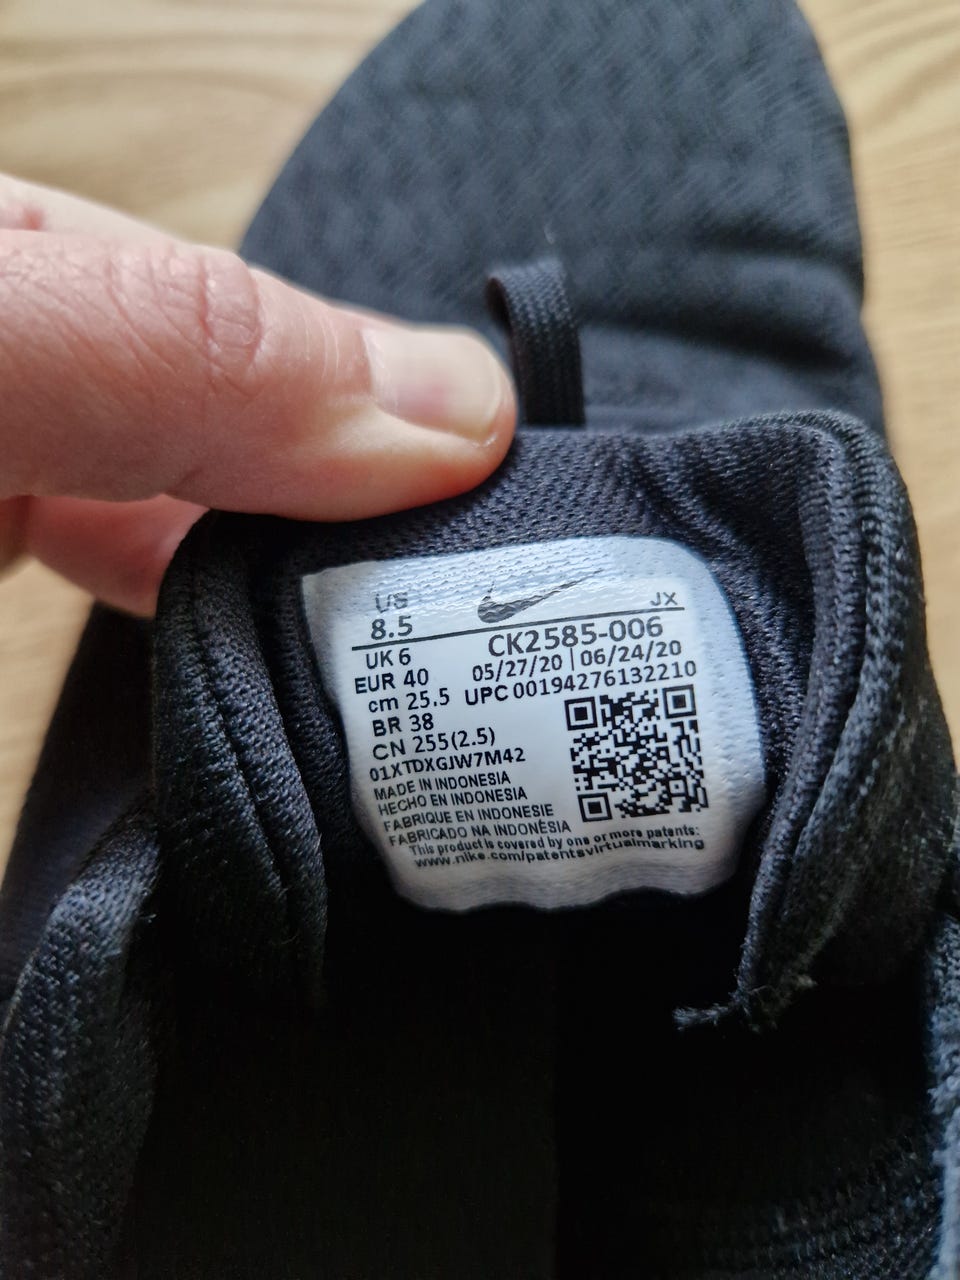 US
8.5
JX
CK2585-006
UK 6
05/27/20 | 06/24/20
EUR 40
UPC 00194276132210
cm 25.5
BR 38
CN 255(2.5)
01XTDXGJW7M42
MADE IN INDONESIA
HECHO EN INDONESIA
FABRIQUE EN INDONESIE
FABRICADO NA INDONÈSIA
This product is covered by one or more patents:
www.nike.com/patentsvirtualmarking